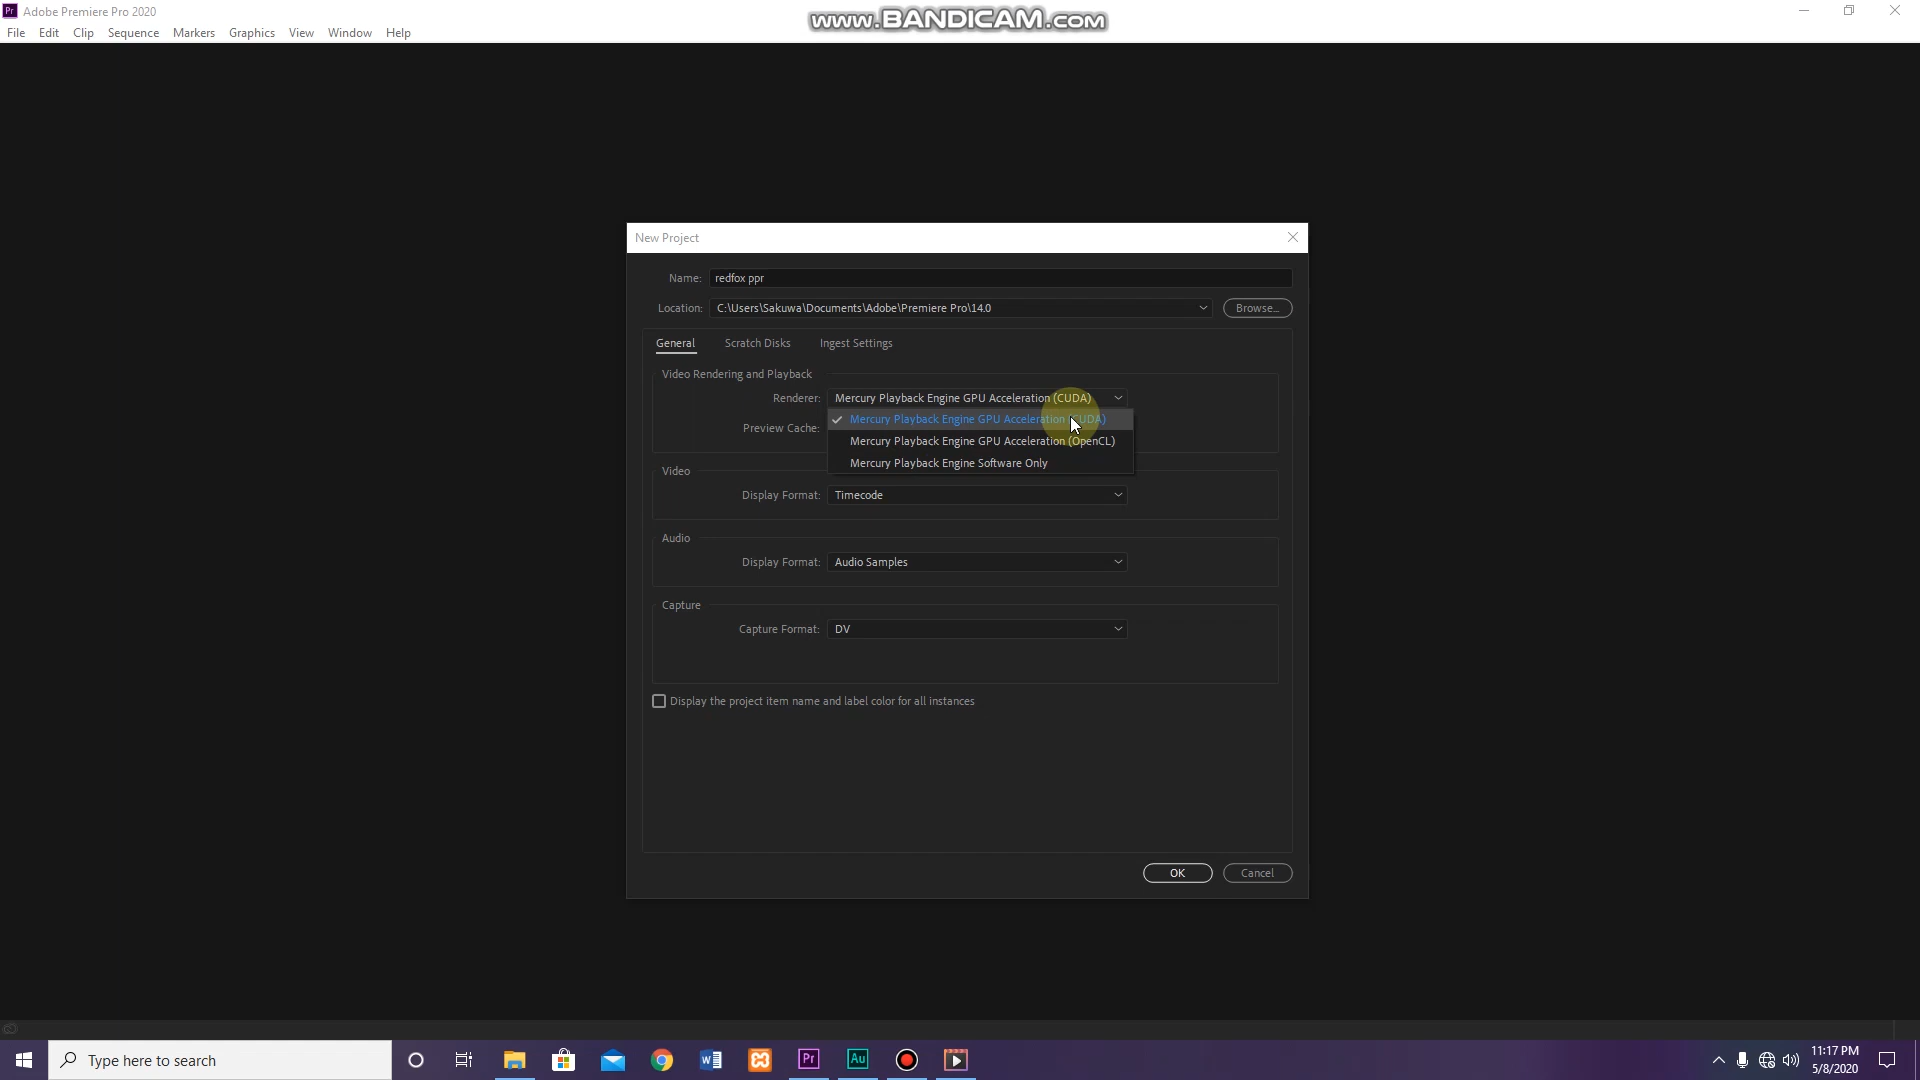 Pr Adobe Premiere Pro 2020
www.BANDICAM.com
File Edit Clip Sequence Markers Graphics View Window Help
New Project
Name: redfox ppr
Location: C:\Users\Sakuwa\Documents\Adobe\Premiere Pro\14.0 Browse...
General Scratch Disks Ingest Settings
Video Rendering and Playback
Renderer: Mercury Playback Engine GPU Acceleration (CUDA)
Mercury Playback Engine GPU Acceleration (CUDA)
Preview Cache:
Mercury Playback Engine GPU Acceleration (OpenCL)
Mercury Playback Engine Software Only
Video
Display Format: Timecode
Audio
Display Format: Audio Samples
Capture
Capture Format: DV
Display the project item name and label color for all instances
OK Cancel
Type here to search
Pr Au
11:17 PM
5/8/2020